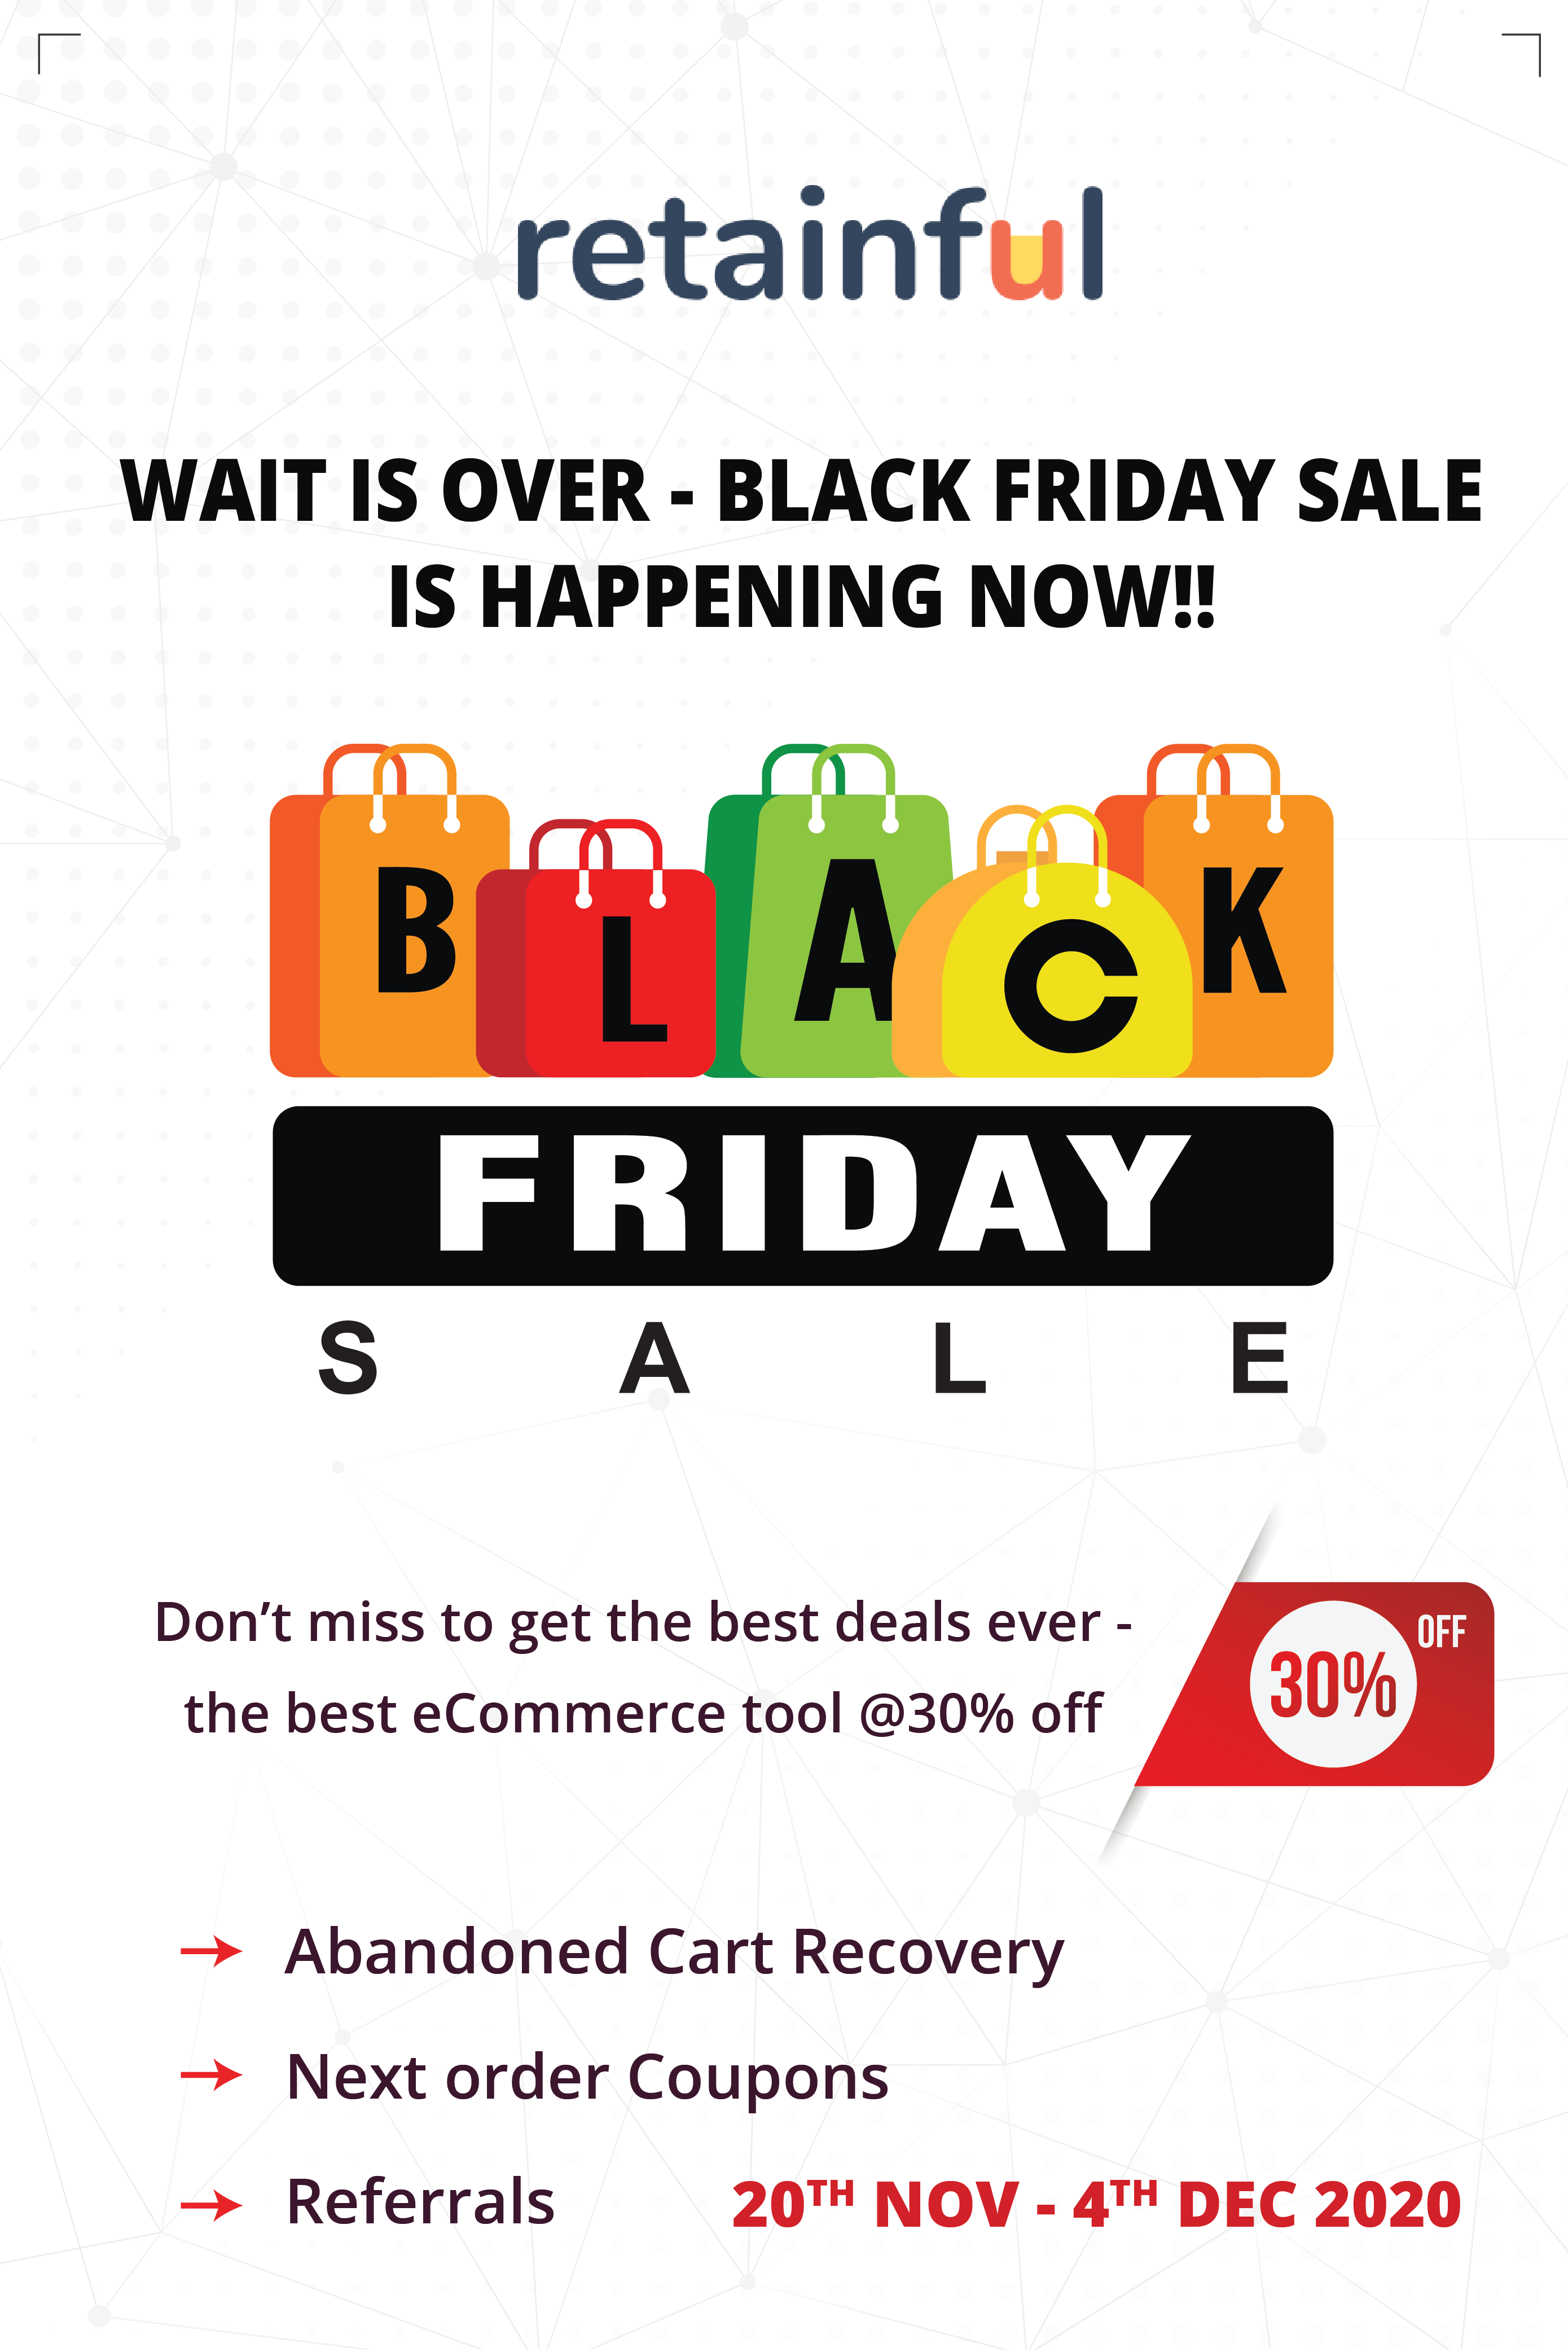 retainful
WAIT IS OVER - BLACK FRIDAY SALE
IS HAPPENING NOW!!
BLACK
FRIDAY
SALE
Don’t miss to get the best deals ever -
the best eCommerce tool @30% off
30% OFF
Abandoned Cart Recovery
Next order Coupons
Referrals
20TH NOV - 4TH DEC 2020